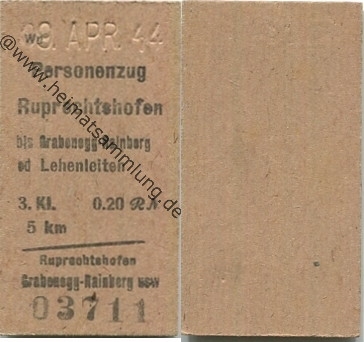 We 29. APR. 44
Personenzug
Ruprechtshofen
bis Grabenegg-Rainberg
od Lehenleiten
3. Kl. 0.20 RM
5 km
Ruprechtshofen
Grabenegg-Rainberg usw
03711
@www.heimatsammlung.de